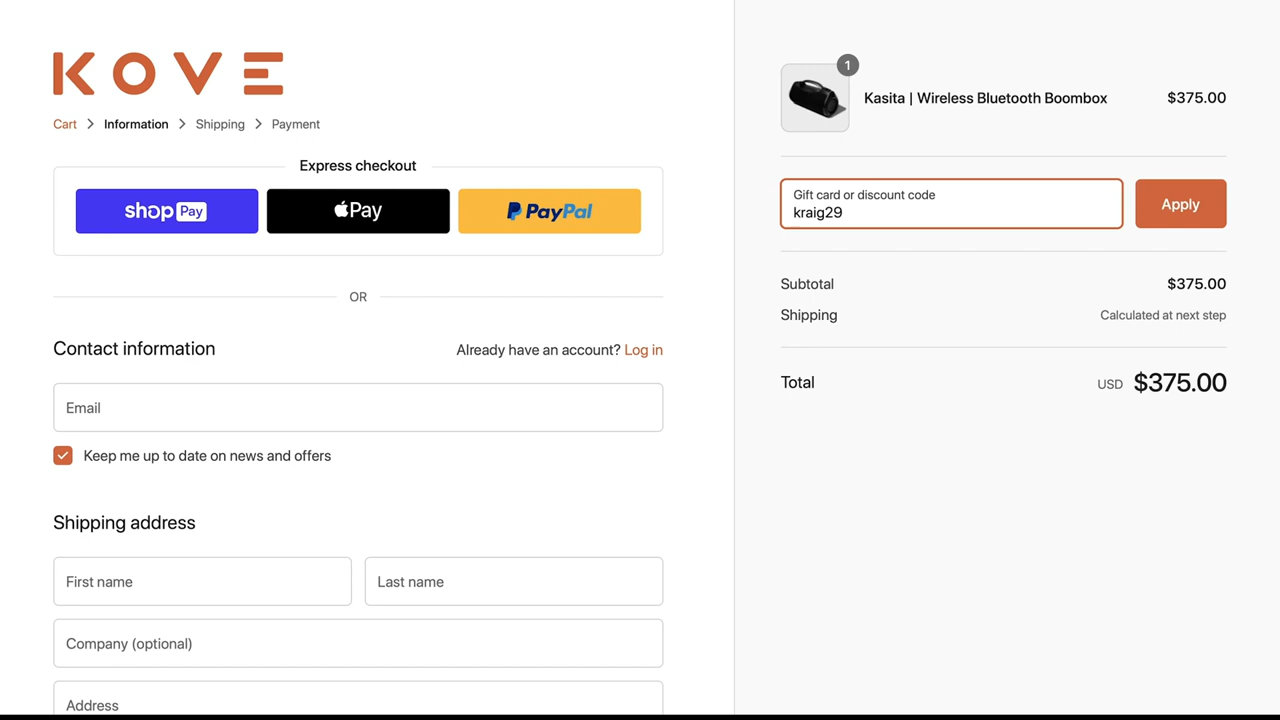 KOVE
Cart > Information > Shipping > Payment
Express checkout
shop Pay
Pay
PayPal
OR
Contact information
Already have an account? Log in
Email
Keep me up to date on news and offers
Shipping address
First name
Last name
Company (optional)
Address
1
Kasita | Wireless Bluetooth Boombox
$375.00
Gift card or discount code
kraig29
Apply
Subtotal
$375.00
Shipping
Calculated at next step
Total
USD $375.00